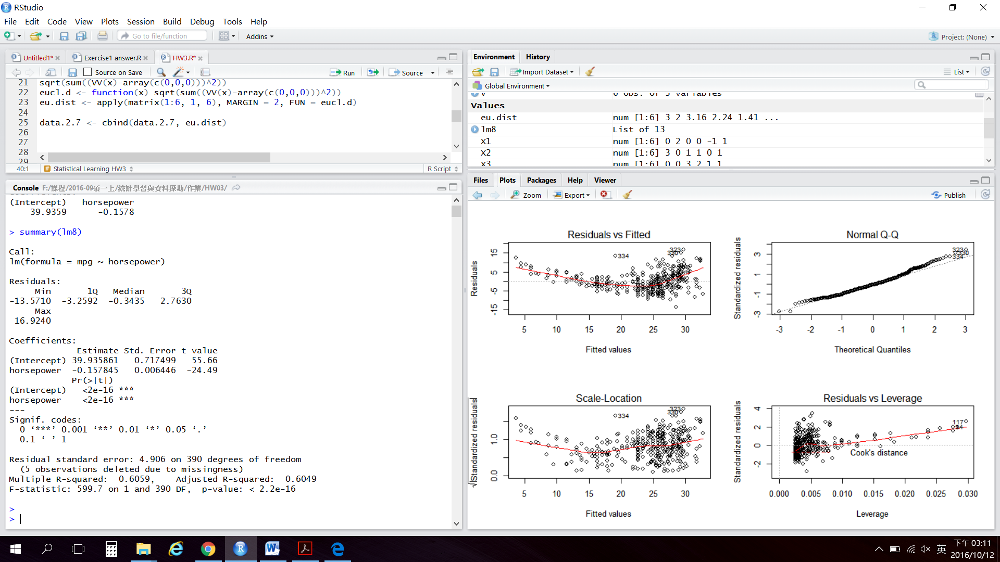 RStudio
File Edit Code View Plots Session Build Debug Tools Help
Go to file/function Addins Project: (None)
Untitled1* Exercise1 answer.R HW3.R*
Source on Save Run Source
21 sqrt(sum((VV(x)-array(c(0,0,0)))^2))
22 eucl.d <- function(x) sqrt(sum((VV(x)-array(c(0,0,0)))^2))
23 eu.dist <- apply(matrix(1:6, 1, 6), MARGIN = 2, FUN = eucl.d)
24
25 data.2.7 <- cbind(data.2.7, eu.dist)
26
27
28
29
40:1 # Statistical Learning HW3 R Script
Console F:/課程/2016-09碩一上/統計學習與資料探勘/作業/HW03/
(Intercept) horsepower
39.9359 -0.1578
> summary(lm8)
Call:
lm(formula = mpg ~ horsepower)
Residuals:
Min 1Q Median 3Q
-13.5710 -3.2592 -0.3435 2.7630
Max
16.9240
Coefficients:
Estimate Std. Error t value
(Intercept) 39.935861 0.717499 55.66
horsepower -0.157845 0.006446 -24.49
Pr(>|t|)
(Intercept) <2e-16 ***
horsepower <2e-16 ***
---
Signif. codes:
0 ‘***’ 0.001 ‘**’ 0.01 ‘*’ 0.05 ‘.’
0.1 ‘ ’ 1
Residual standard error: 4.906 on 390 degrees of freedom
(5 observations deleted due to missingness)
Multiple R-squared: 0.6059, Adjusted R-squared: 0.6049
F-statistic: 599.7 on 1 and 390 DF, p-value: < 2.2e-16
>
>
Environment History
Import Dataset List
Global Environment
v 6 obs. of 5 variables
Values
eu.dist num [1:6] 3 2 3.16 2.24 1.41 ...
lm8 List of 13
X1 num [1:6] 0 2 0 0 -1 1
X2 num [1:6] 3 0 1 1 0 1
X3 num [1:6] 0 0 3 2 1 1
Files Plots Packages Help Viewer
Zoom Export Publish
Residuals vs Fitted
Residuals
15
5
-5
-15
323
330
334
5 10 15 20 25 30
Fitted values
Normal Q-Q
Standardized residuals
3
1
-1
-3
323
330
334
-3 -2 -1 0 1 2 3
Theoretical Quantiles
Scale-Location
√|Standardized residuals|
1.0
0.0
323
330
334
5 10 15 20 25 30
Fitted values
Residuals vs Leverage
Standardized residuals
4
2
0
-2
117
94
Cook's distance
0.000 0.005 0.010 0.015 0.020 0.025 0.030
Leverage
英
下午 03:11
2016/10/12